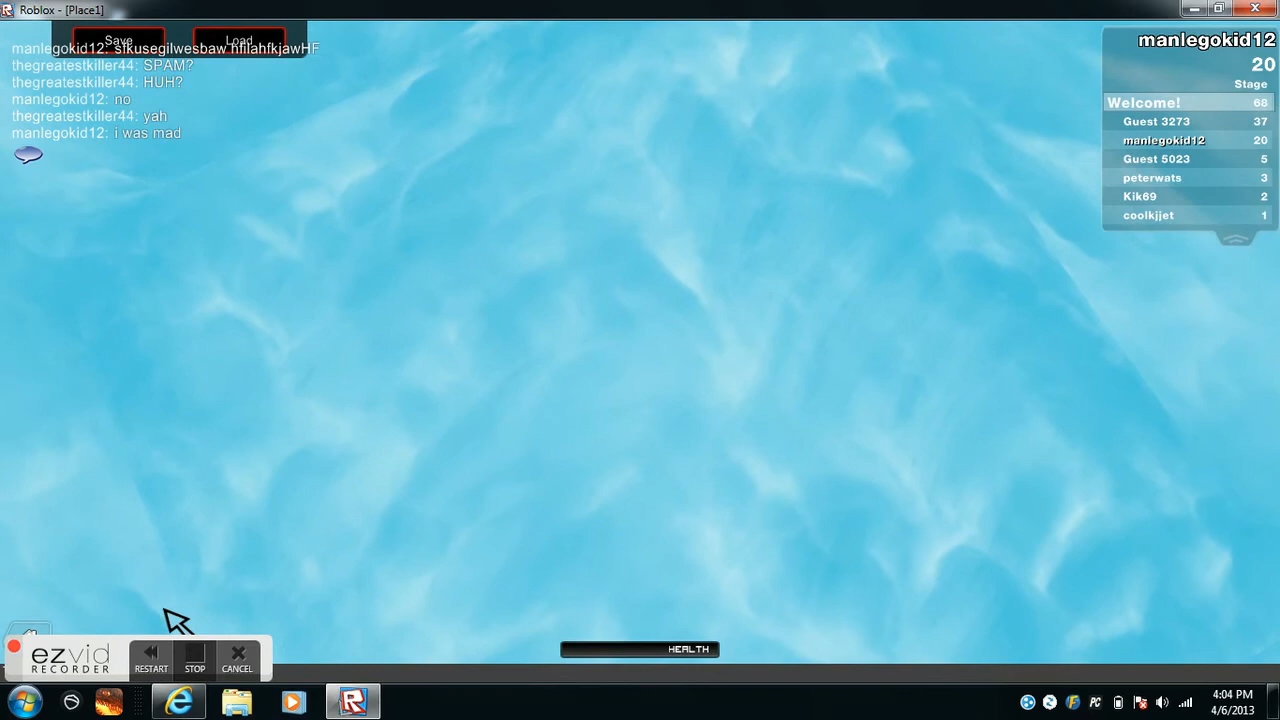 Roblox - [Place1]
Save Load
manlegokid12:
thegreatestkiller44: SPAM?
thegreatestkiller44: HUH?
manlegokid12: no
thegreatestkiller44: yah
manlegokid12: i was mad
manlegokid12
20
Stage
Welcome! 68
Guest 3273 37
manlegokid12 20
Guest 5023 5
peterwats 3
Kik69 2
coolkjjet 1
HEALTH
ezvid
RECORDER
RESTART STOP CANCEL
PC
4:04 PM
4/6/2013